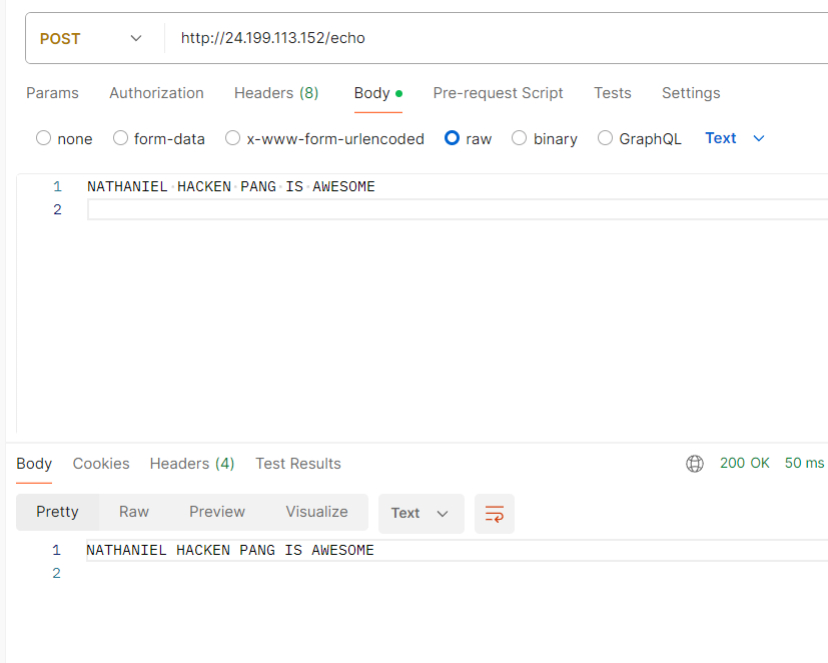 POST http://24.199.113.152/echo
Params Authorization Headers (8) Body Pre-request Script Tests Settings
none form-data x-www-form-urlencoded raw binary GraphQL Text
1 NATHANIEL HACKEN PANG IS AWESOME
2
Body Cookies Headers (4) Test Results 200 OK 50 ms
Pretty Raw Preview Visualize Text
1 NATHANIEL HACKEN PANG IS AWESOME
2